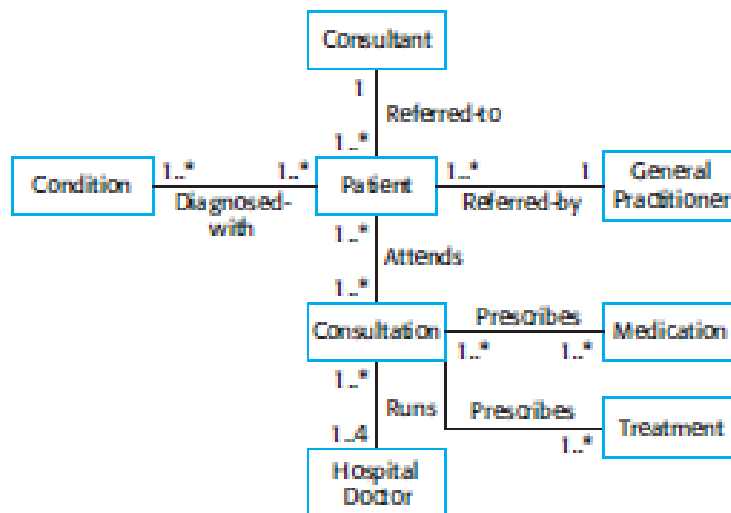 Consultant
1
Referred-to
1..*
1..*
1..*
1..*
1
Condition
Patient
General
Practitioner
Diagnosed-
with
Referred-by
1..*
Attends
1..*
Prescribes
Consultation
Medication
1..*
1..*
1..*
Runs
Prescribes
1..4
1..*
Treatment
Hospital
Doctor